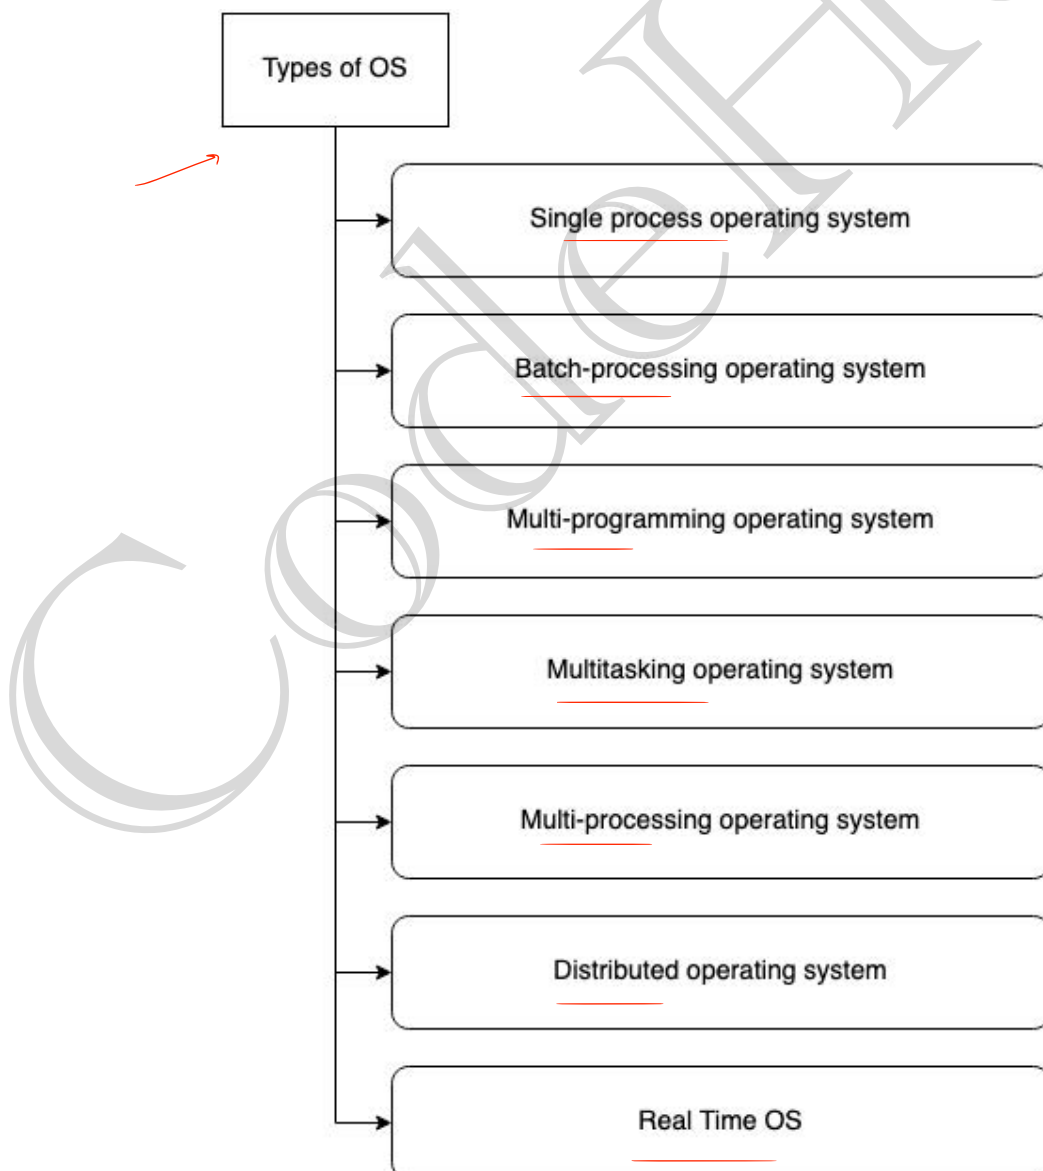 Types of OS
Single process operating system
Batch-processing operating system
Multi-programming operating system
Multitasking operating system
Multi-processing operating system
Distributed operating system
Real Time OS
CodeH